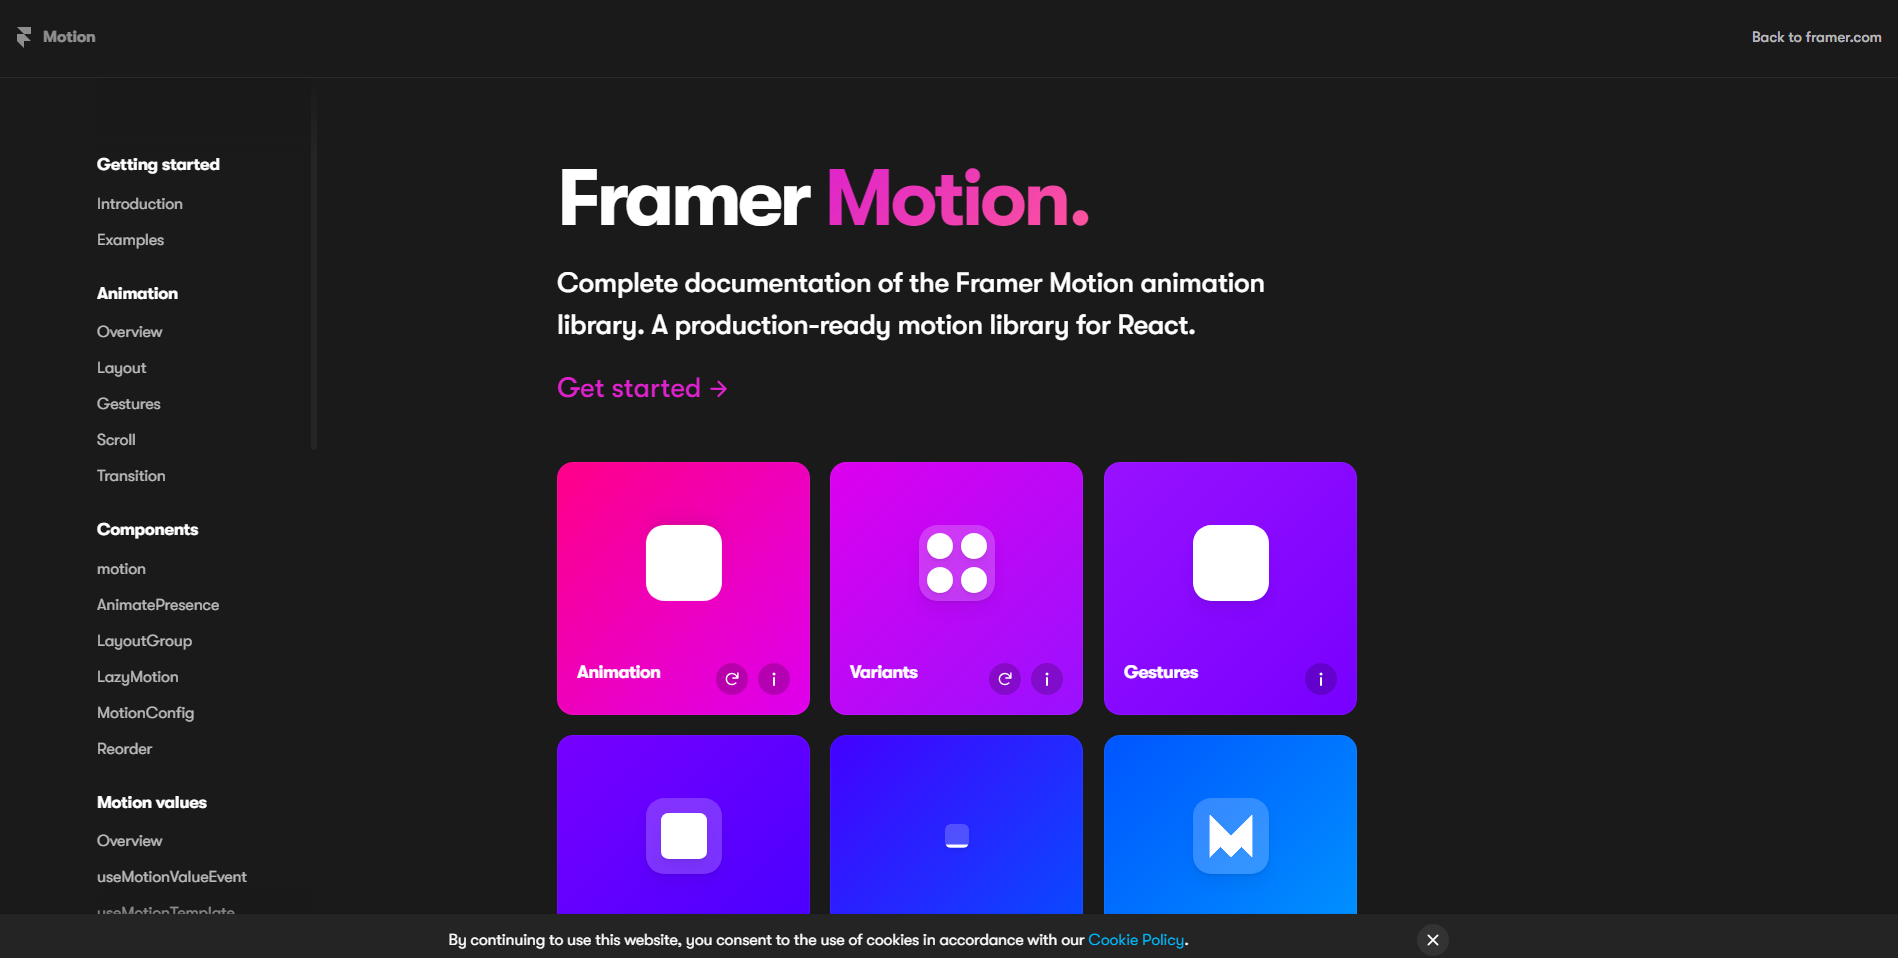 Motion
Back to framer.com
Getting started
Introduction
Examples
Animation
Overview
Layout
Gestures
Scroll
Transition
Components
motion
AnimatePresence
LayoutGroup
LazyMotion
MotionConfig
Reorder
Motion values
Overview
useMotionValueEvent
useMotionTemplate
Framer Motion.
Complete documentation of the Framer Motion animation
library. A production-ready motion library for React.
Get started →
Animation
Variants
Gestures
By continuing to use this website, you consent to the use of cookies in accordance with our Cookie Policy.